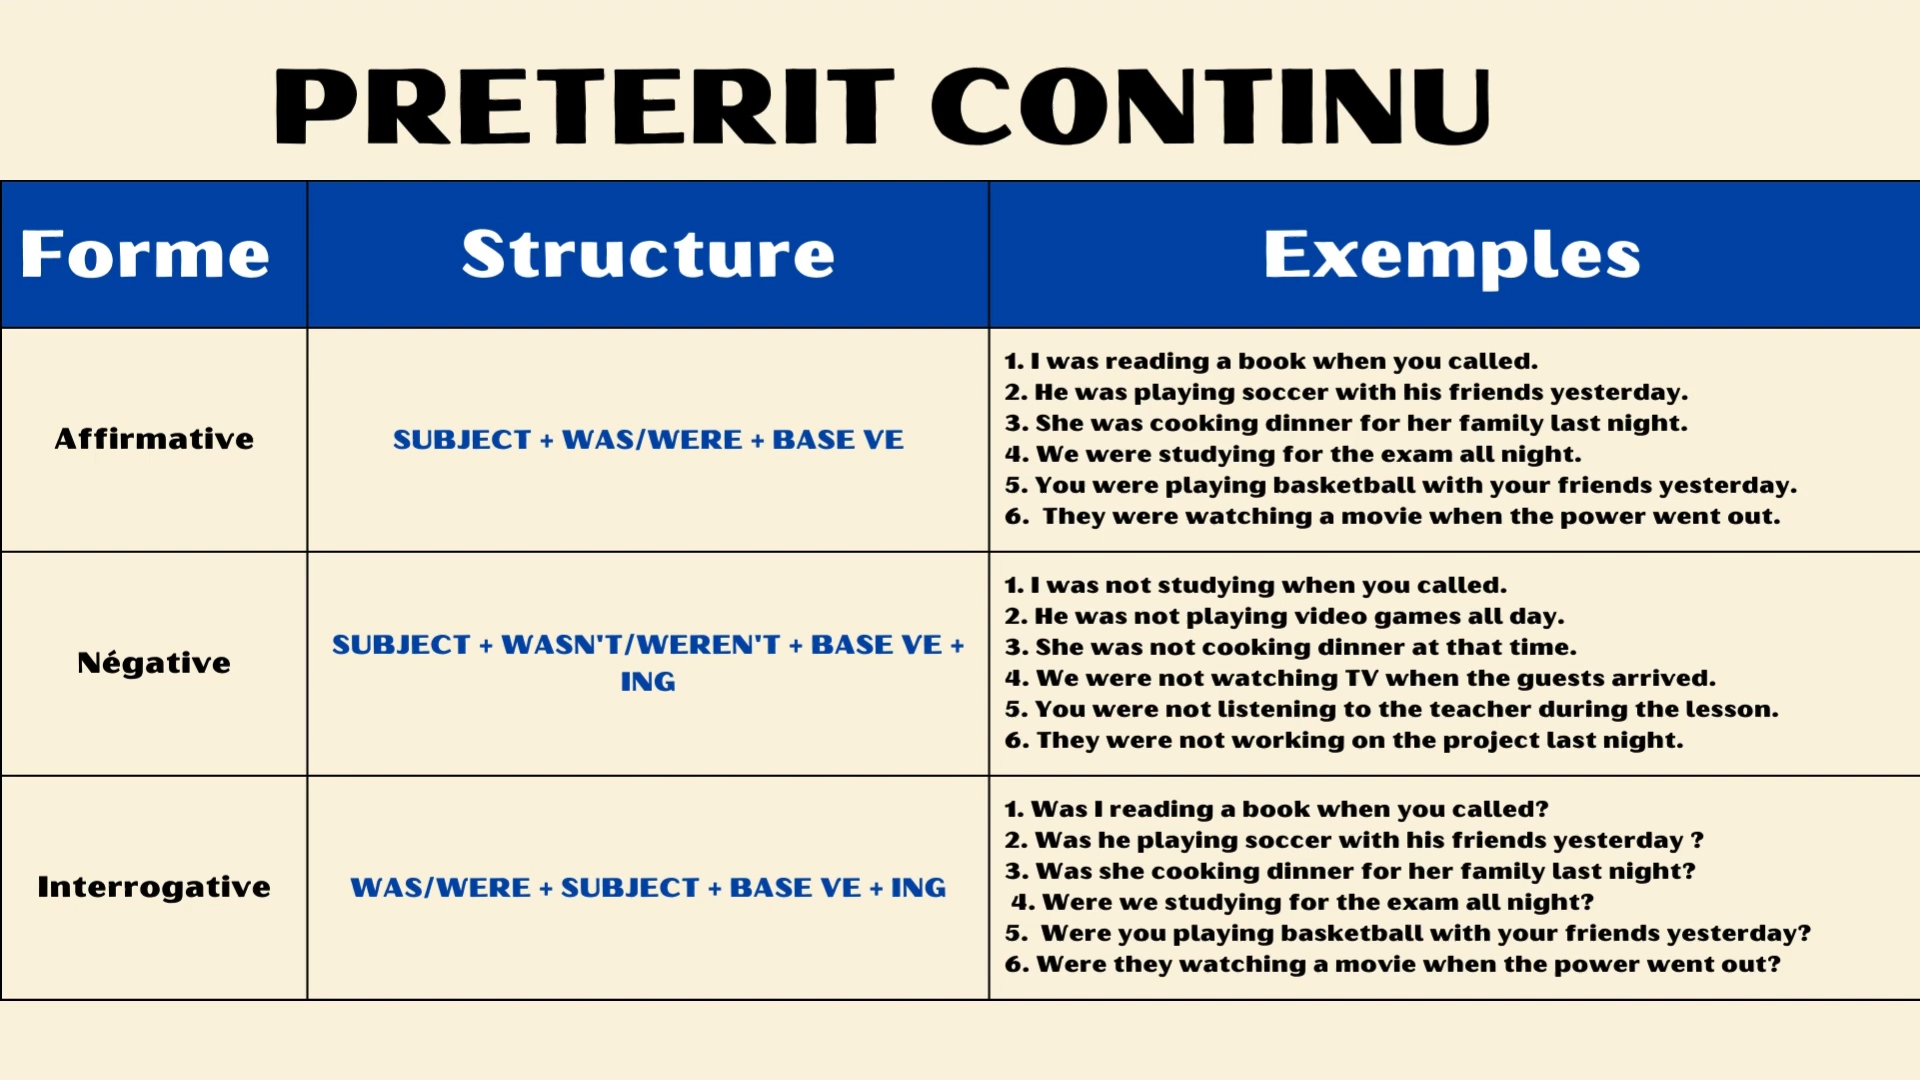 PRETERIT CONTINU
Forme
Structure
Exemples
Affirmative
SUBJECT + WAS/WERE + BASE VE
1. I was reading a book when you called.
2. He was playing soccer with his friends yesterday.
3. She was cooking dinner for her family last night.
4. We were studying for the exam all night.
5. You were playing basketball with your friends yesterday.
6. They were watching a movie when the power went out.
Négative
SUBJECT + WASN'T/WEREN'T + BASE VE +
ING
1. I was not studying when you called.
2. He was not playing video games all day.
3. She was not cooking dinner at that time.
4. We were not watching TV when the guests arrived.
5. You were not listening to the teacher during the lesson.
6. They were not working on the project last night.
Interrogative
WAS/WERE + SUBJECT + BASE VE + ING
1. Was I reading a book when you called?
2. Was he playing soccer with his friends yesterday ?
3. Was she cooking dinner for her family last night?
4. Were we studying for the exam all night?
5. Were you playing basketball with your friends yesterday?
6. Were they watching a movie when the power went out?